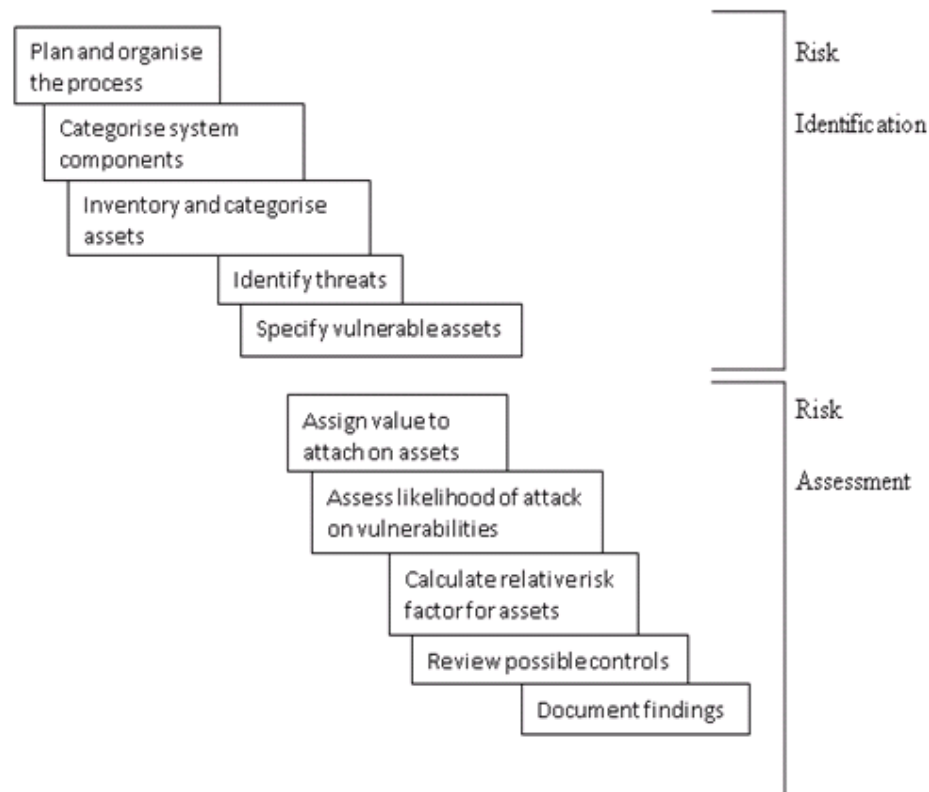 Plan and organise
the process
Categorise system
components
Inventory and categorise
assets
Identify threats
Specify vulnerable assets
Risk
Identification
Assign value to
attach on assets
Assess likelihood of attack
on vulnerabilities
Calculate relative risk
factor for assets
Review possible controls
Document findings
Risk
Assessment